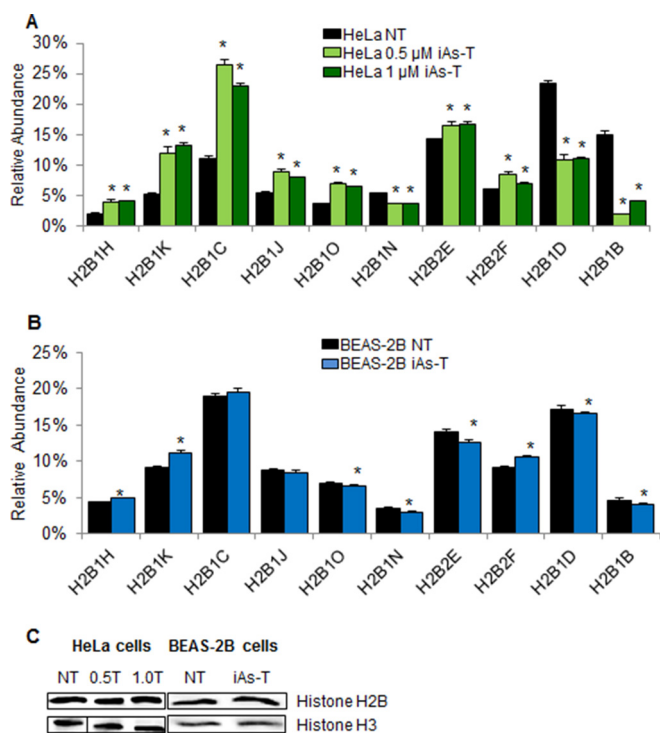 A
HeLa NT
HeLa 0.5 µM iAs-T
HeLa 1 µM iAs-T
Relative Abundance
30%
25%
20%
15%
10%
5%
0%
* * * * * * * * * * * * * * * * * * * *
H2B1H H2B1K H2B1C H2B1J H2B1O H2B1N H2B2E H2B2F H2B1D H2B1B
B
BEAS-2B NT
BEAS-2B iAs-T
Relative Abundance
25%
20%
15%
10%
5%
0%
* * * * * * * *
H2B1H H2B1K H2B1C H2B1J H2B1O H2B1N H2B2E H2B2F H2B1D H2B1B
C
HeLa cells BEAS-2B cells
NT 0.5T 1.0T NT iAs-T
Histone H2B
Histone H3